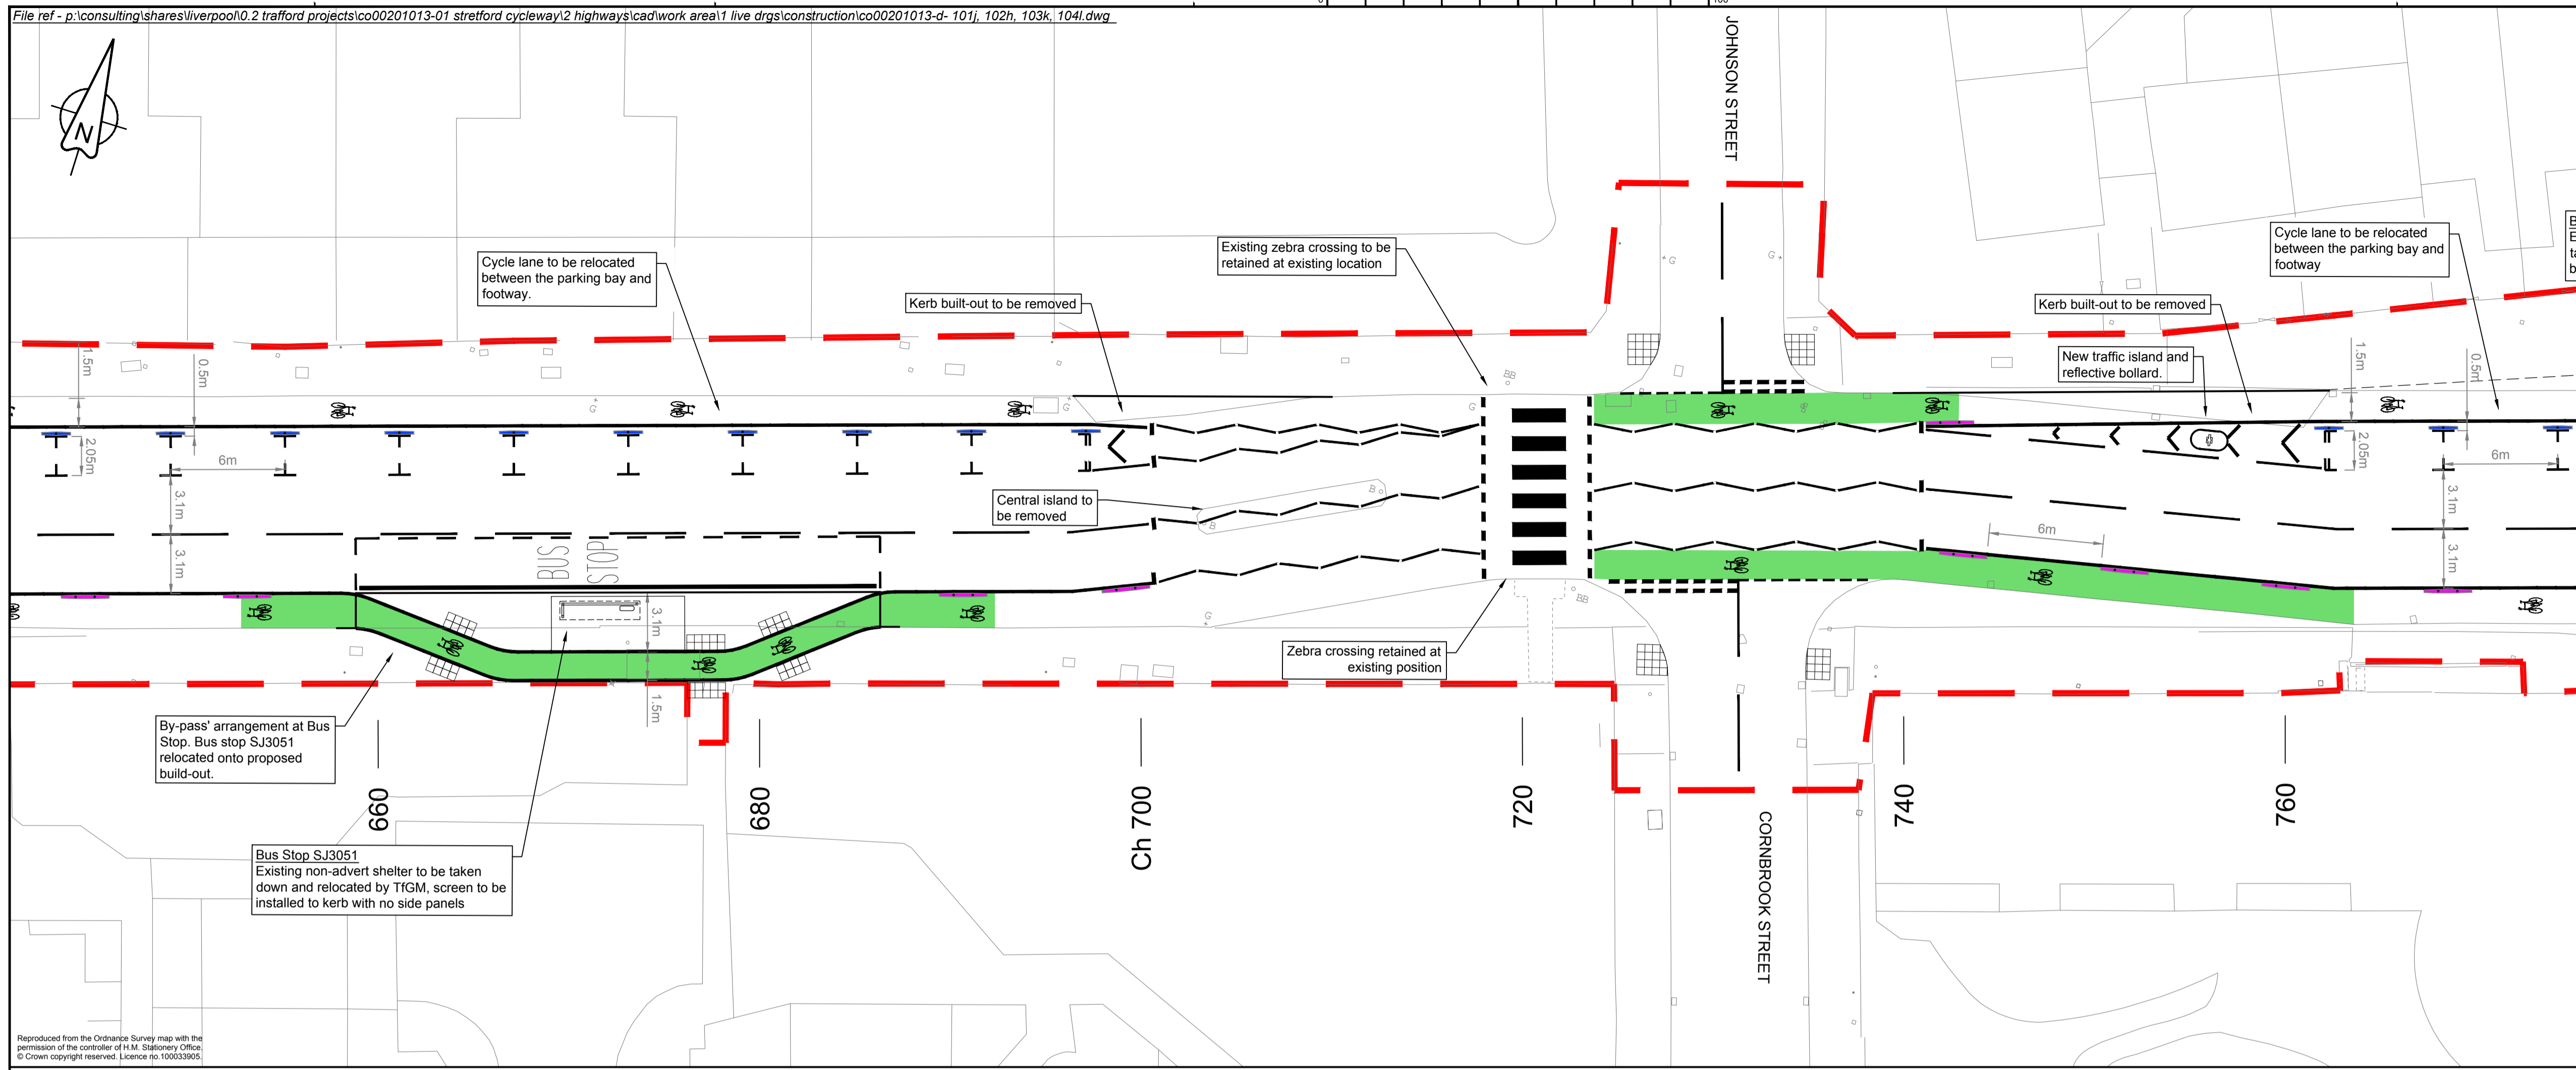 File ref - p:\consulting\shares\liverpool\0.2 trafford projects\co00201013-01 stretford cycleway\2 highways\cad\work area\1 live drgs\construction\co00201013-d- 101j, 102h, 103k, 104l.dwg
N
JOHNSON STREET
Cycle lane to be relocated
between the parking bay and
footway.
Kerb built-out to be removed
Existing zebra crossing to be
retained at existing location
Kerb built-out to be removed
New traffic island and
reflective bollard.
Cycle lane to be relocated
between the parking bay and
footway
1.5m
0.5m
2.05m
6m
3.1m
3.1m
BUS
STOP
Central island to
be removed
G
G
G
G
G
G
BB
B
B
BB
1.5m
0.5m
2.05m
6m
3.1m
6m
3.1m
3.1m
1.5m
Zebra crossing retained at
existing position
By-pass' arrangement at Bus
Stop. Bus stop SJ3051
relocated onto proposed
build-out.
Bus Stop SJ3051
Existing non-advert shelter to be taken
down and relocated by TfGM, screen to be
installed to kerb with no side panels
660
680
Ch 700
720
740
760
CORNBROOK STREET
Reproduced from the Ordnance Survey map with the
permission of the controller of H.M. Stationery Office.
© Crown copyright reserved. Licence no.100033905.